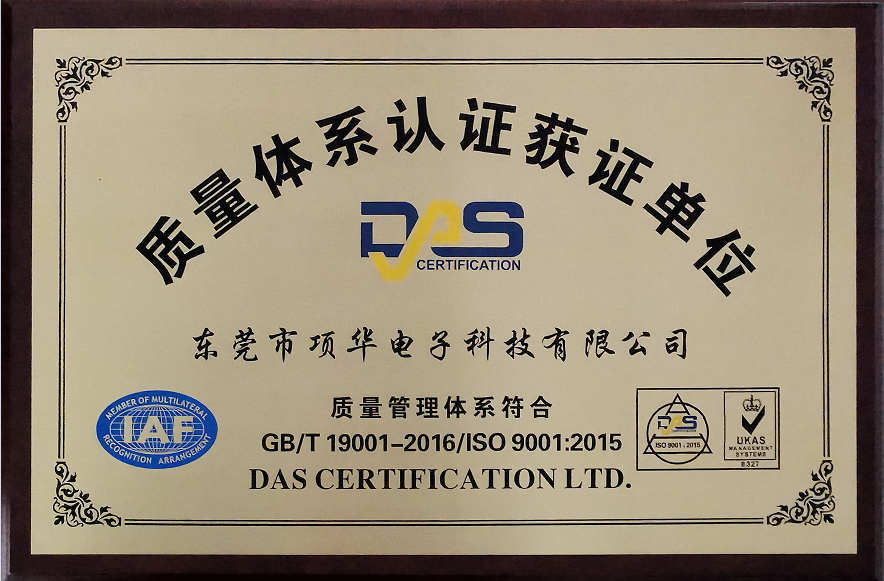 质量体系认证获证单位
DAS
CERTIFICATION
东莞市项华电子科技有限公司
质量管理体系符合
GB/T 19001-2016/ISO 9001:2015
DAS CERTIFICATION LTD.
MEMBER OF MULTILATERAL
IAF
RECOGNITION ARRANGEMENT
DAS
ISO 9001:2015
UKAS
MANAGEMENT
SYSTEMS
8327